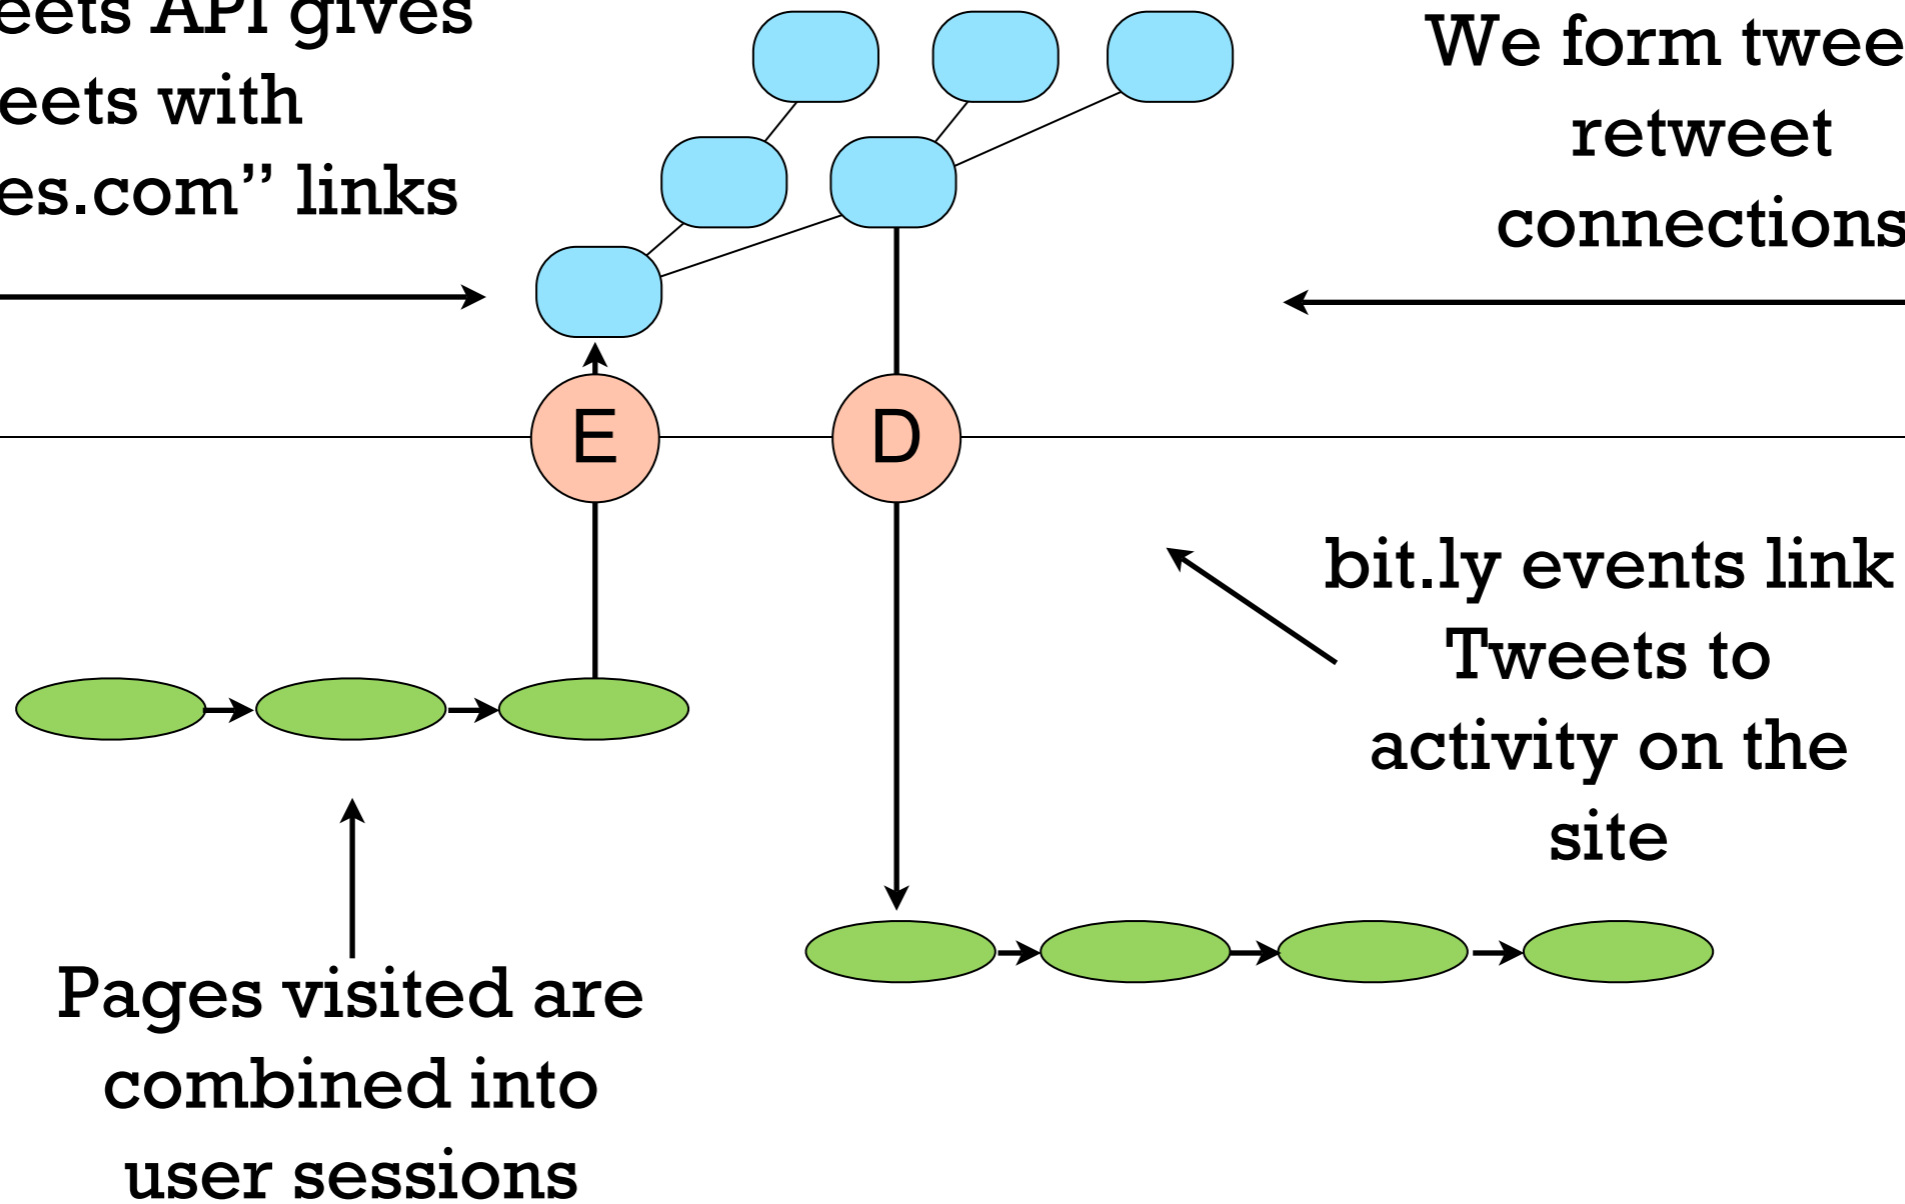 eets API gives
eets with
es.com” links
We form twee
retweet
connections
E
D
bit.ly events link
Tweets to
activity on the
site
Pages visited are
combined into
user sessions